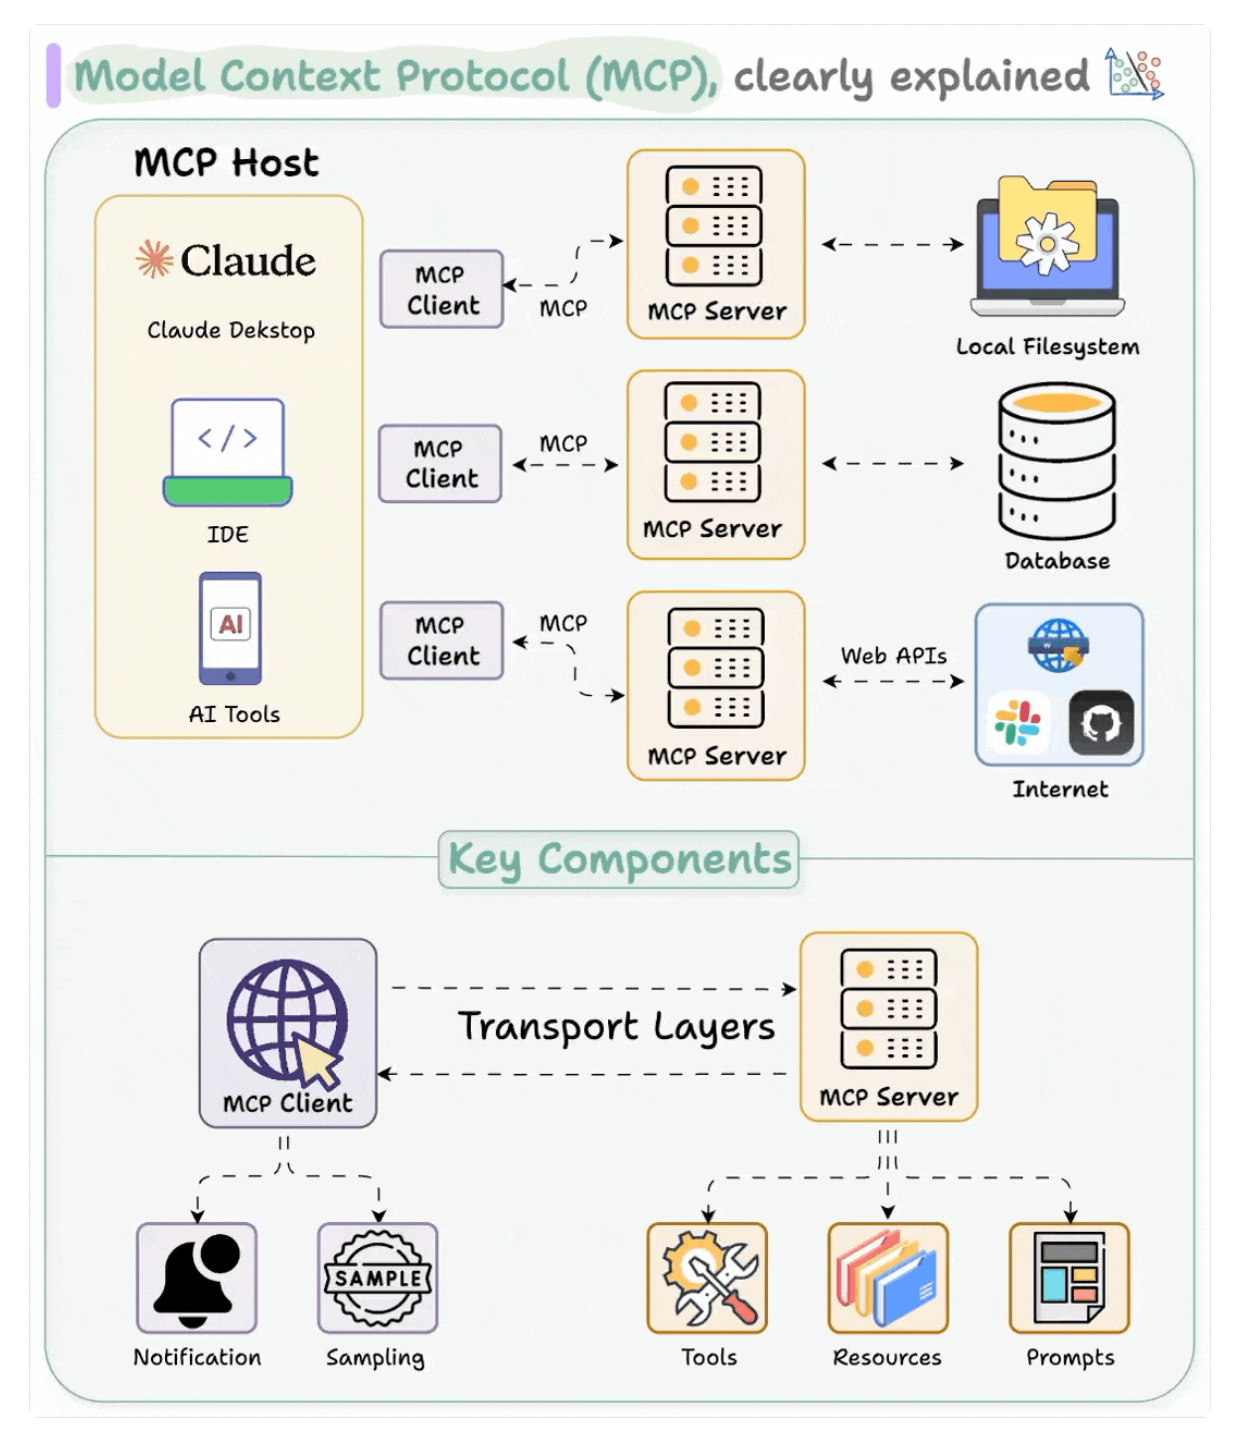 Model Context Protocol (MCP), clearly explained
MCP Host
Claude
Claude Dekstop
IDE
AI
AI Tools
MCP
Client
MCP
MCP Server
Local Filesystem
MCP
Client
MCP
MCP Server
Database
MCP
Client
MCP
MCP Server
Web APIs
W
Internet
Key Components
MCP Client
Transport Layers
MCP Server
Notification
SAMPLE
Sampling
Tools
Resources
Prompts